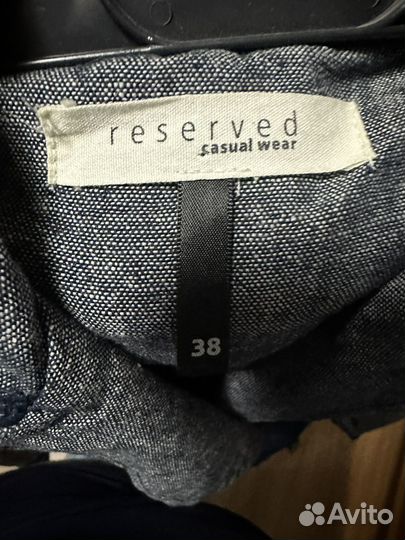 reserved
casual wear
38
Avito